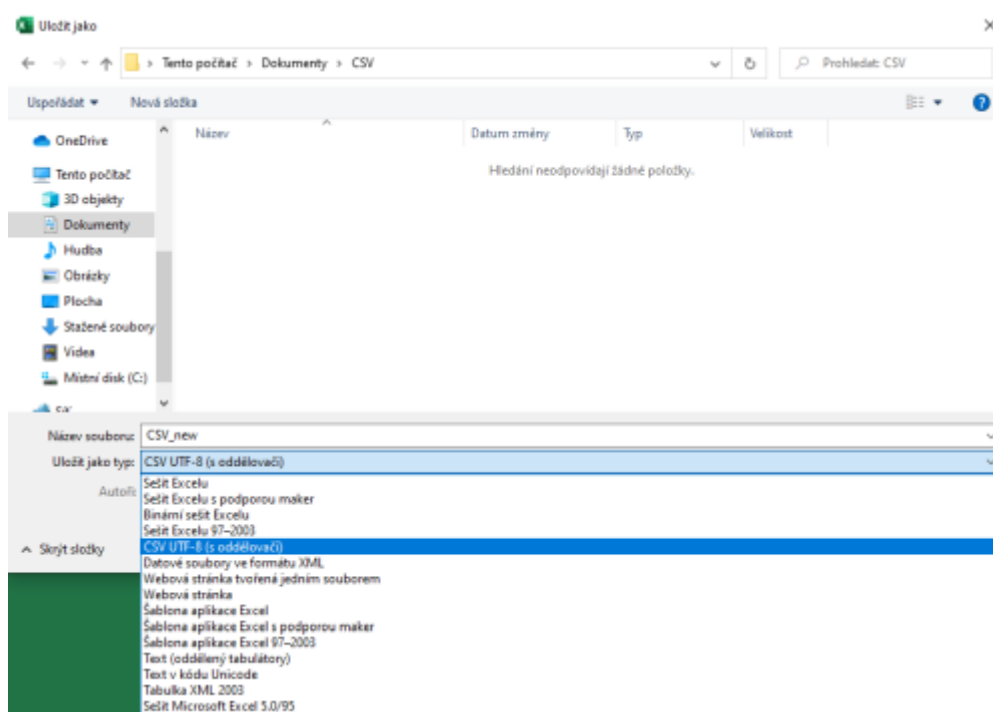 Uložit jako
Tento počítač › Dokumenty › CSV
Prohledat: CSV
Uspořádat
Nová složka
Název
Datum změny
Typ
Velikost
Hledání neodpovídají žádné položky.
OneDrive
Tento počítač
3D objekty
Dokumenty
Hudba
Obrázky
Plocha
Stažené soubory
Videa
Místní disk (C:)
Název souboru: CSV_new
Uložit jako typ: CSV UTF-8 (s oddělovači)
Autoři:
Sešit Excelu
Sešit Excelu s podporou maker
Binární sešit Excelu
Sešit Excelu 97–2003
CSV UTF-8 (s oddělovači)
Skrýt složky
Datové soubory ve formátu XML
Webová stránka tvořená jedním souborem
Webová stránka
Šablona aplikace Excel
Šablona aplikace Excel s podporou maker
Šablona aplikace Excel 97–2003
Text (oddělený tabulátory)
Text v kódu Unicode
Tabulka XML 2003
Sešit Microsoft Excel 5.0/95